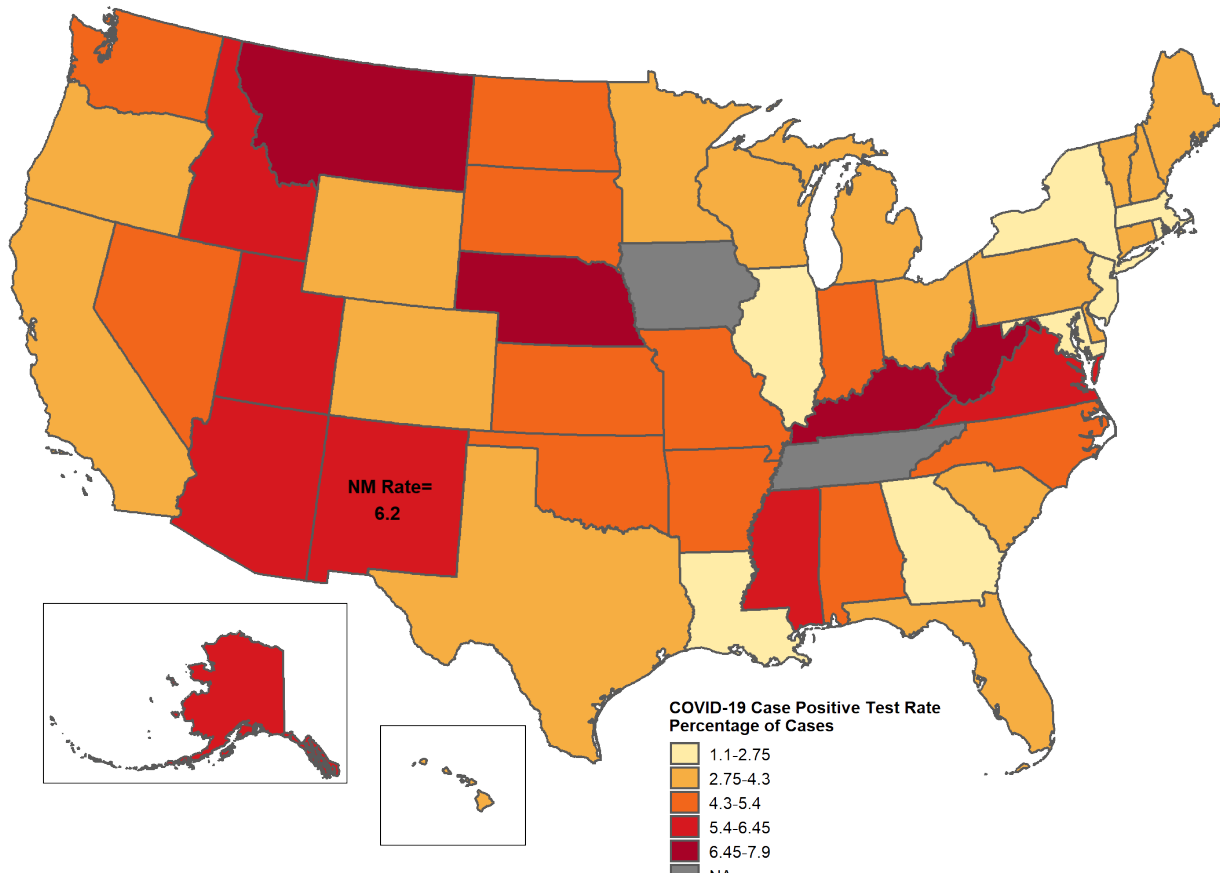 NM Rate=
6.2
COVID-19 Case Positive Test Rate
Percentage of Cases
1.1-2.75
2.75-4.3
4.3-5.4
5.4-6.45
6.45-7.9